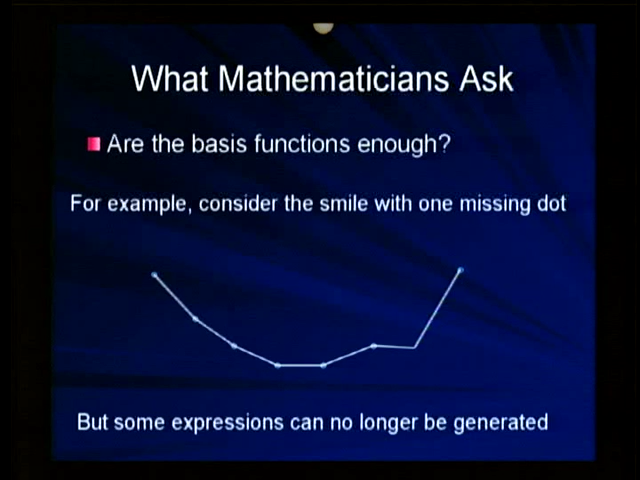 What Mathematicians Ask
Are the basis functions enough?
For example, consider the smile with one missing dot
But some expressions can no longer be generated